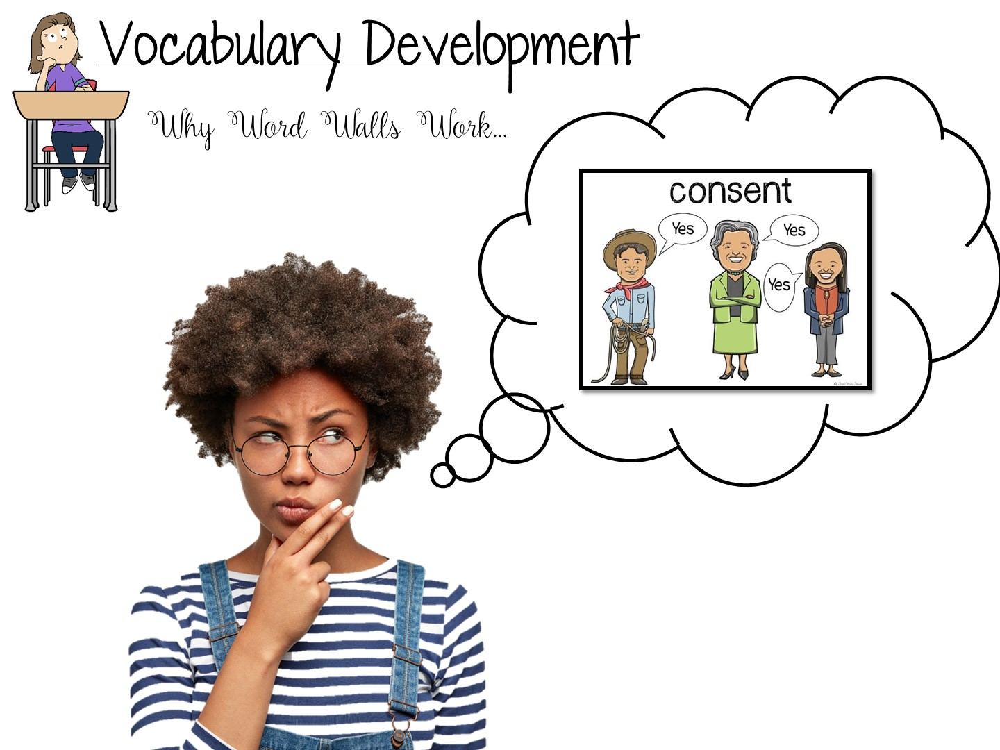 Vocabulary Development
Why Word Walls Work...
consent
Yes
Yes
Yes